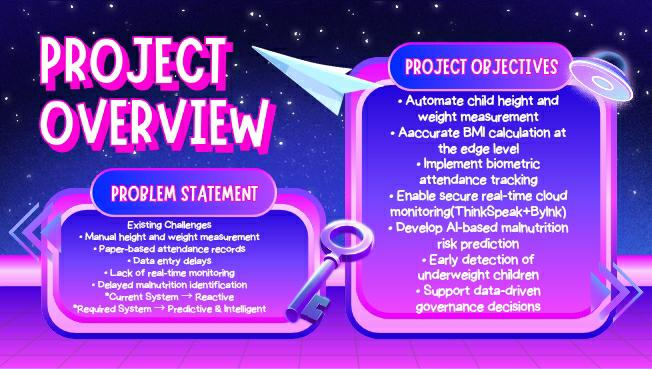 PROJECT
OVERVIEW
PROBLEM STATEMENT
Existing Challenges
• Manual height and weight measurement
• Paper-based attendance records
• Data entry delays
• Lack of real-time monitoring
• Delayed malnutrition identification
*Current System → Reactive
*Required System → Predictive & Intelligent
PROJECT OBJECTIVES
• Automate child height and
weight measurement
• Aaccurate BMI calculation at
the edge level
• Implement biometric
attendance tracking
• Enable secure real-time cloud
monitoring(ThinkSpeak+Bylnk)
• Develop AI-based malnutrition
risk prediction
• Early detection of
underweight children
• Support data-driven
governance decisions